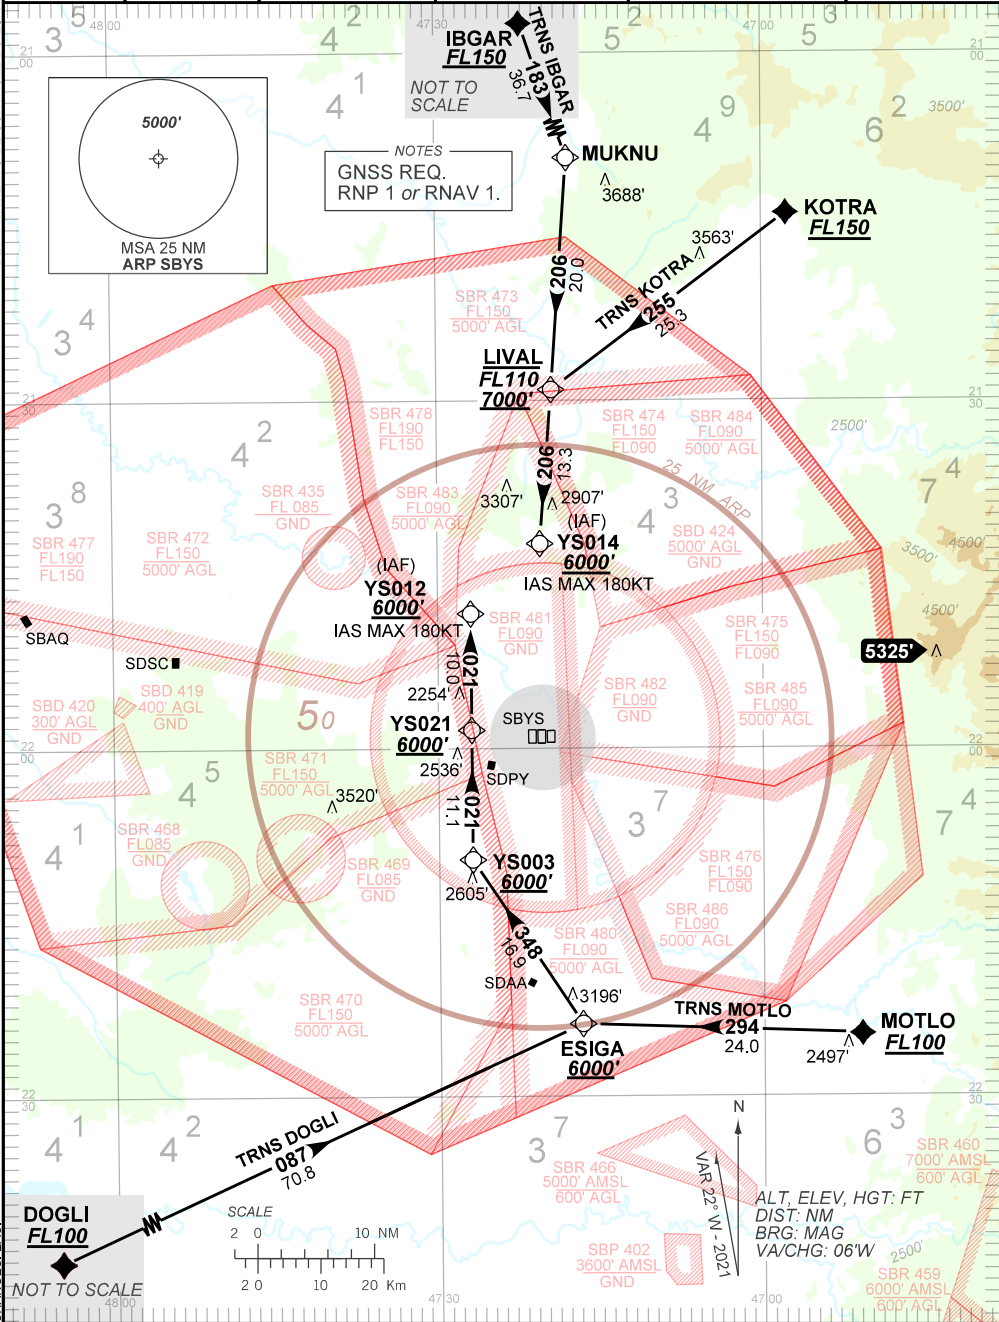 48 00
47 30
47 00
21 00
21 30
22 00
22 30
5
3
4 2
4 1
5 2
5 3
4 9
6 2
3500'
IBGAR
FL150
NOT TO
SCALE
TRNS IBGAR
183
36.7
5000'
MSA 25 NM
ARP SBYS
NOTES
GNSS REQ.
RNP 1 or RNAV 1.
MUKNU
3688'
KOTRA
FL150
3563'
TRNS KOTRA
255
25.3
206
20.0
SBR 473
FL150
5000' AGL
3 4
LIVAL
FL110
7000'
SBR 478
FL190
FL150
SBR 474
FL150
FL090
SBR 484
FL090
5000' AGL
2500'
4 2
206
13.3
25 NM ARP
3307'
2907'
SBR 435
FL 085
GND
SBR 483
FL090
5000' AGL
3 8
4 3
7 4
SBR 477
FL190
FL150
SBR 472
FL150
5000' AGL
(IAF)
YS014
6000'
IAS MAX 180KT
SBD 424
5000' AGL
GND
3500'
4500'
4500'
(IAF)
YS012
6000'
IAS MAX 180KT
SBR 481
FL090
GND
SBR 475
FL150
FL090
5325'
SBAQ
SDSC
021
10.0
2254'
SBR 482
FL090
GND
SBR 485
FL090
5000' AGL
SBD 420
300' AGL
GND
SBD 419
400' AGL
GND
5 0
YS021
6000'
SBYS
2536'
SDPY
SBR 471
FL150
5000' AGL
4 5
3520'
021
11.1
3 7
7 4
4 1
SBR 468
FL085
GND
SBR 469
FL085
GND
YS003
6000'
2605'
SBR 476
FL150
FL090
SBR 486
FL090
5000' AGL
348
16.9
SBR 480
FL090
5000' AGL
SDAA
3196'
SBR 470
FL150
5000' AGL
TRNS MOTLO
294
24.0
MOTLO
FL100
2497'
ESIGA
6000'
TRNS DOGLI
087
70.8
4 1
4 2
3 7
6 3
SBR 466
5000' AMSL
600' AGL
N
VAR 22° W - 2021
SBR 460
7000' AMSL
600' AGL
ALT, ELEV, HGT: FT
DIST: NM
BRG: MAG
VA/CHG: 06'W
2500'
DOGLI
FL100
NOT TO SCALE
SCALE
2 0 10 NM
2 0 10 20 Km
SBP 402
3600' AMSL
GND
SBR 459
6000' AMSL
600' AGL
48 00
47 30
47 00